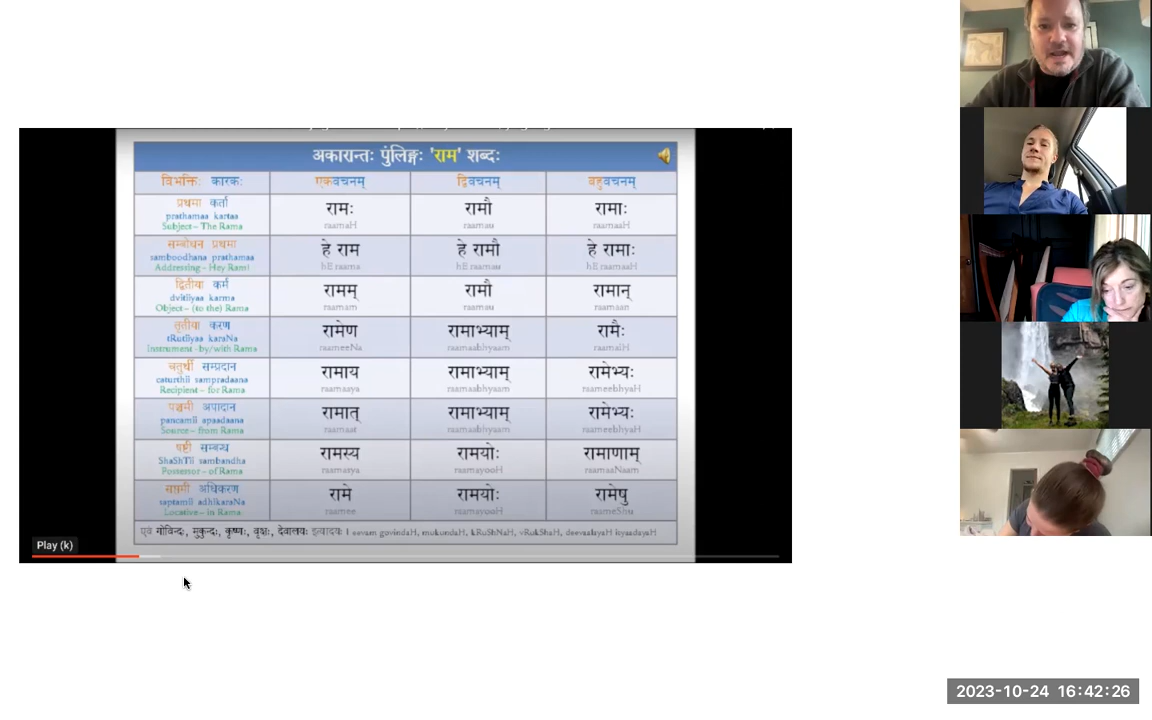 अकारान्तः पुंलिङ्गः 'राम' शब्दः
विभक्तिः कारकः एकवचनम् द्विवचनम् बहुवचनम्
प्रथमा कर्ता
prathamaa kartaa
Subject– The Rama
रामः रामौ रामाः
raamaH raamau raamaaH
सम्बोधन प्रथमा
samboodhana prathamaa
Addressing– Hey Ram!
हे राम हे रामौ हे रामाः
hE raama hE raamau hE raamaaH
द्वितीया कर्म
dvitiiyaa karma
Object– (to the) Rama
रामम् रामौ रामान्
raamam raamau raamaan
तृतीया करण
tRutiiyaa karaNa
Instrument –by/with Rama
रामेण रामाभ्याम् रामैः
raameeNa raamaabhyaam raamaiH
चतुर्थी सम्प्रदान
caturthii sampradaana
Recipient– for Rama
रामाय रामाभ्याम् रामेभ्यः
raamaaya raamaabhyaam raameebhyaH
पञ्चमी अपादान
pancamii apaadaana
Source– from Rama
रामात् रामाभ्याम् रामेभ्यः
raamaat raamaabhyaam raameebhyaH
षष्टी सम्बन्ध
ShaShTii sambandha
Possessor– of Rama
रामस्य रामयोः रामाणाम्
raamasya raamayooH raamaaNaam
सप्तमी अधिकरण
saptamii adhikaraNa
Locative– in Rama
रामे रामयोः रामेषु
raamee raamayooH raameShu
एवं गोविन्दः, मुकुन्दः, कृष्णः, वृक्षः, देवालयः इत्यादयः । eevam govindaH, mukundaH, kRuShNaH, vRukShaH, deevaalayaH ityaadayaH
Play (k)
2023-10-24 16:42:26